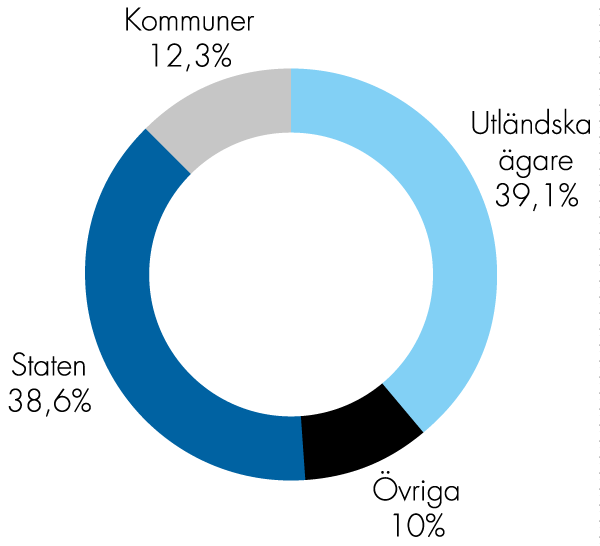 Kommuner
12,3%
Utländska
ägare
39,1%
Staten
38,6%
Övriga
10%